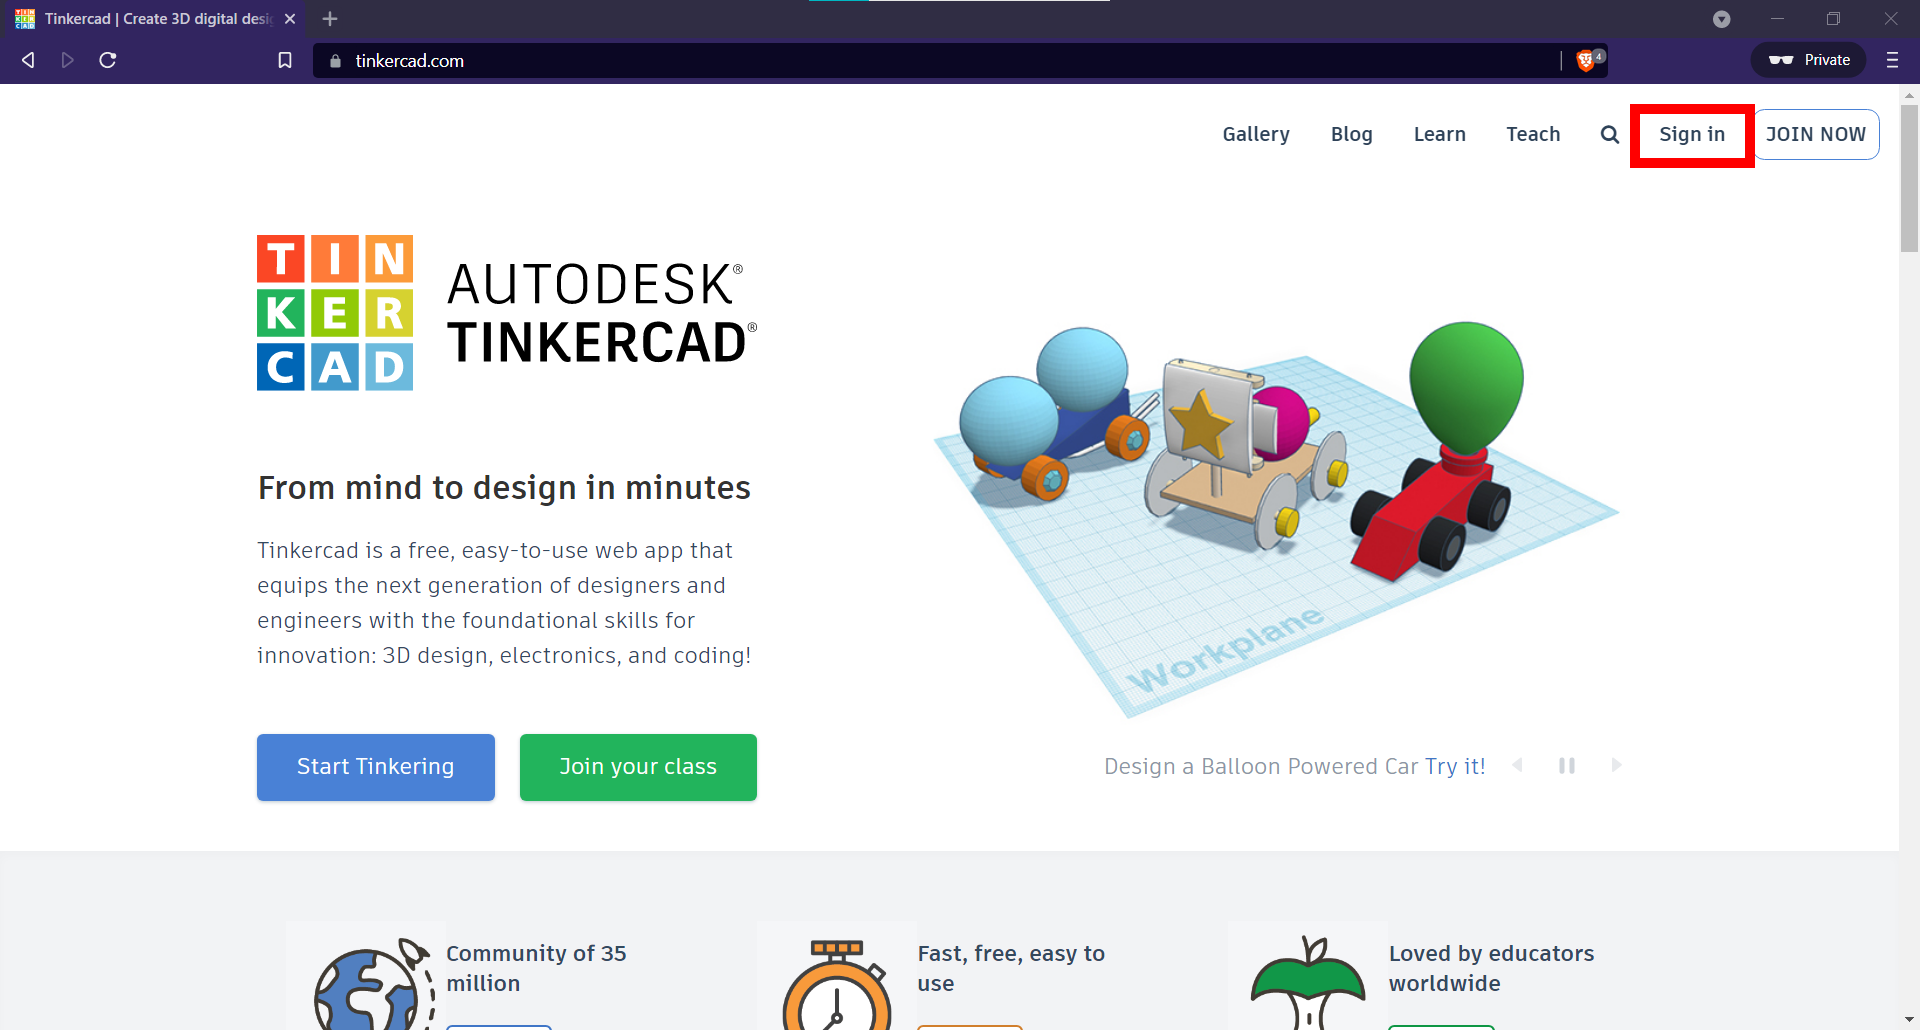 Tinkercad | Create 3D digital desi
tinkercad.com
4
Private
Gallery
Blog
Learn
Teach
Sign in
JOIN NOW
TIN
KER
CAD
AUTODESK®
TINKERCAD®
From mind to design in minutes
Tinkercad is a free, easy-to-use web app that
equips the next generation of designers and
engineers with the foundational skills for
innovation: 3D design, electronics, and coding!
Start Tinkering
Join your class
Workplane
Design a Balloon Powered Car Try it!
Community of 35
million
Fast, free, easy to
use
Loved by educators
worldwide